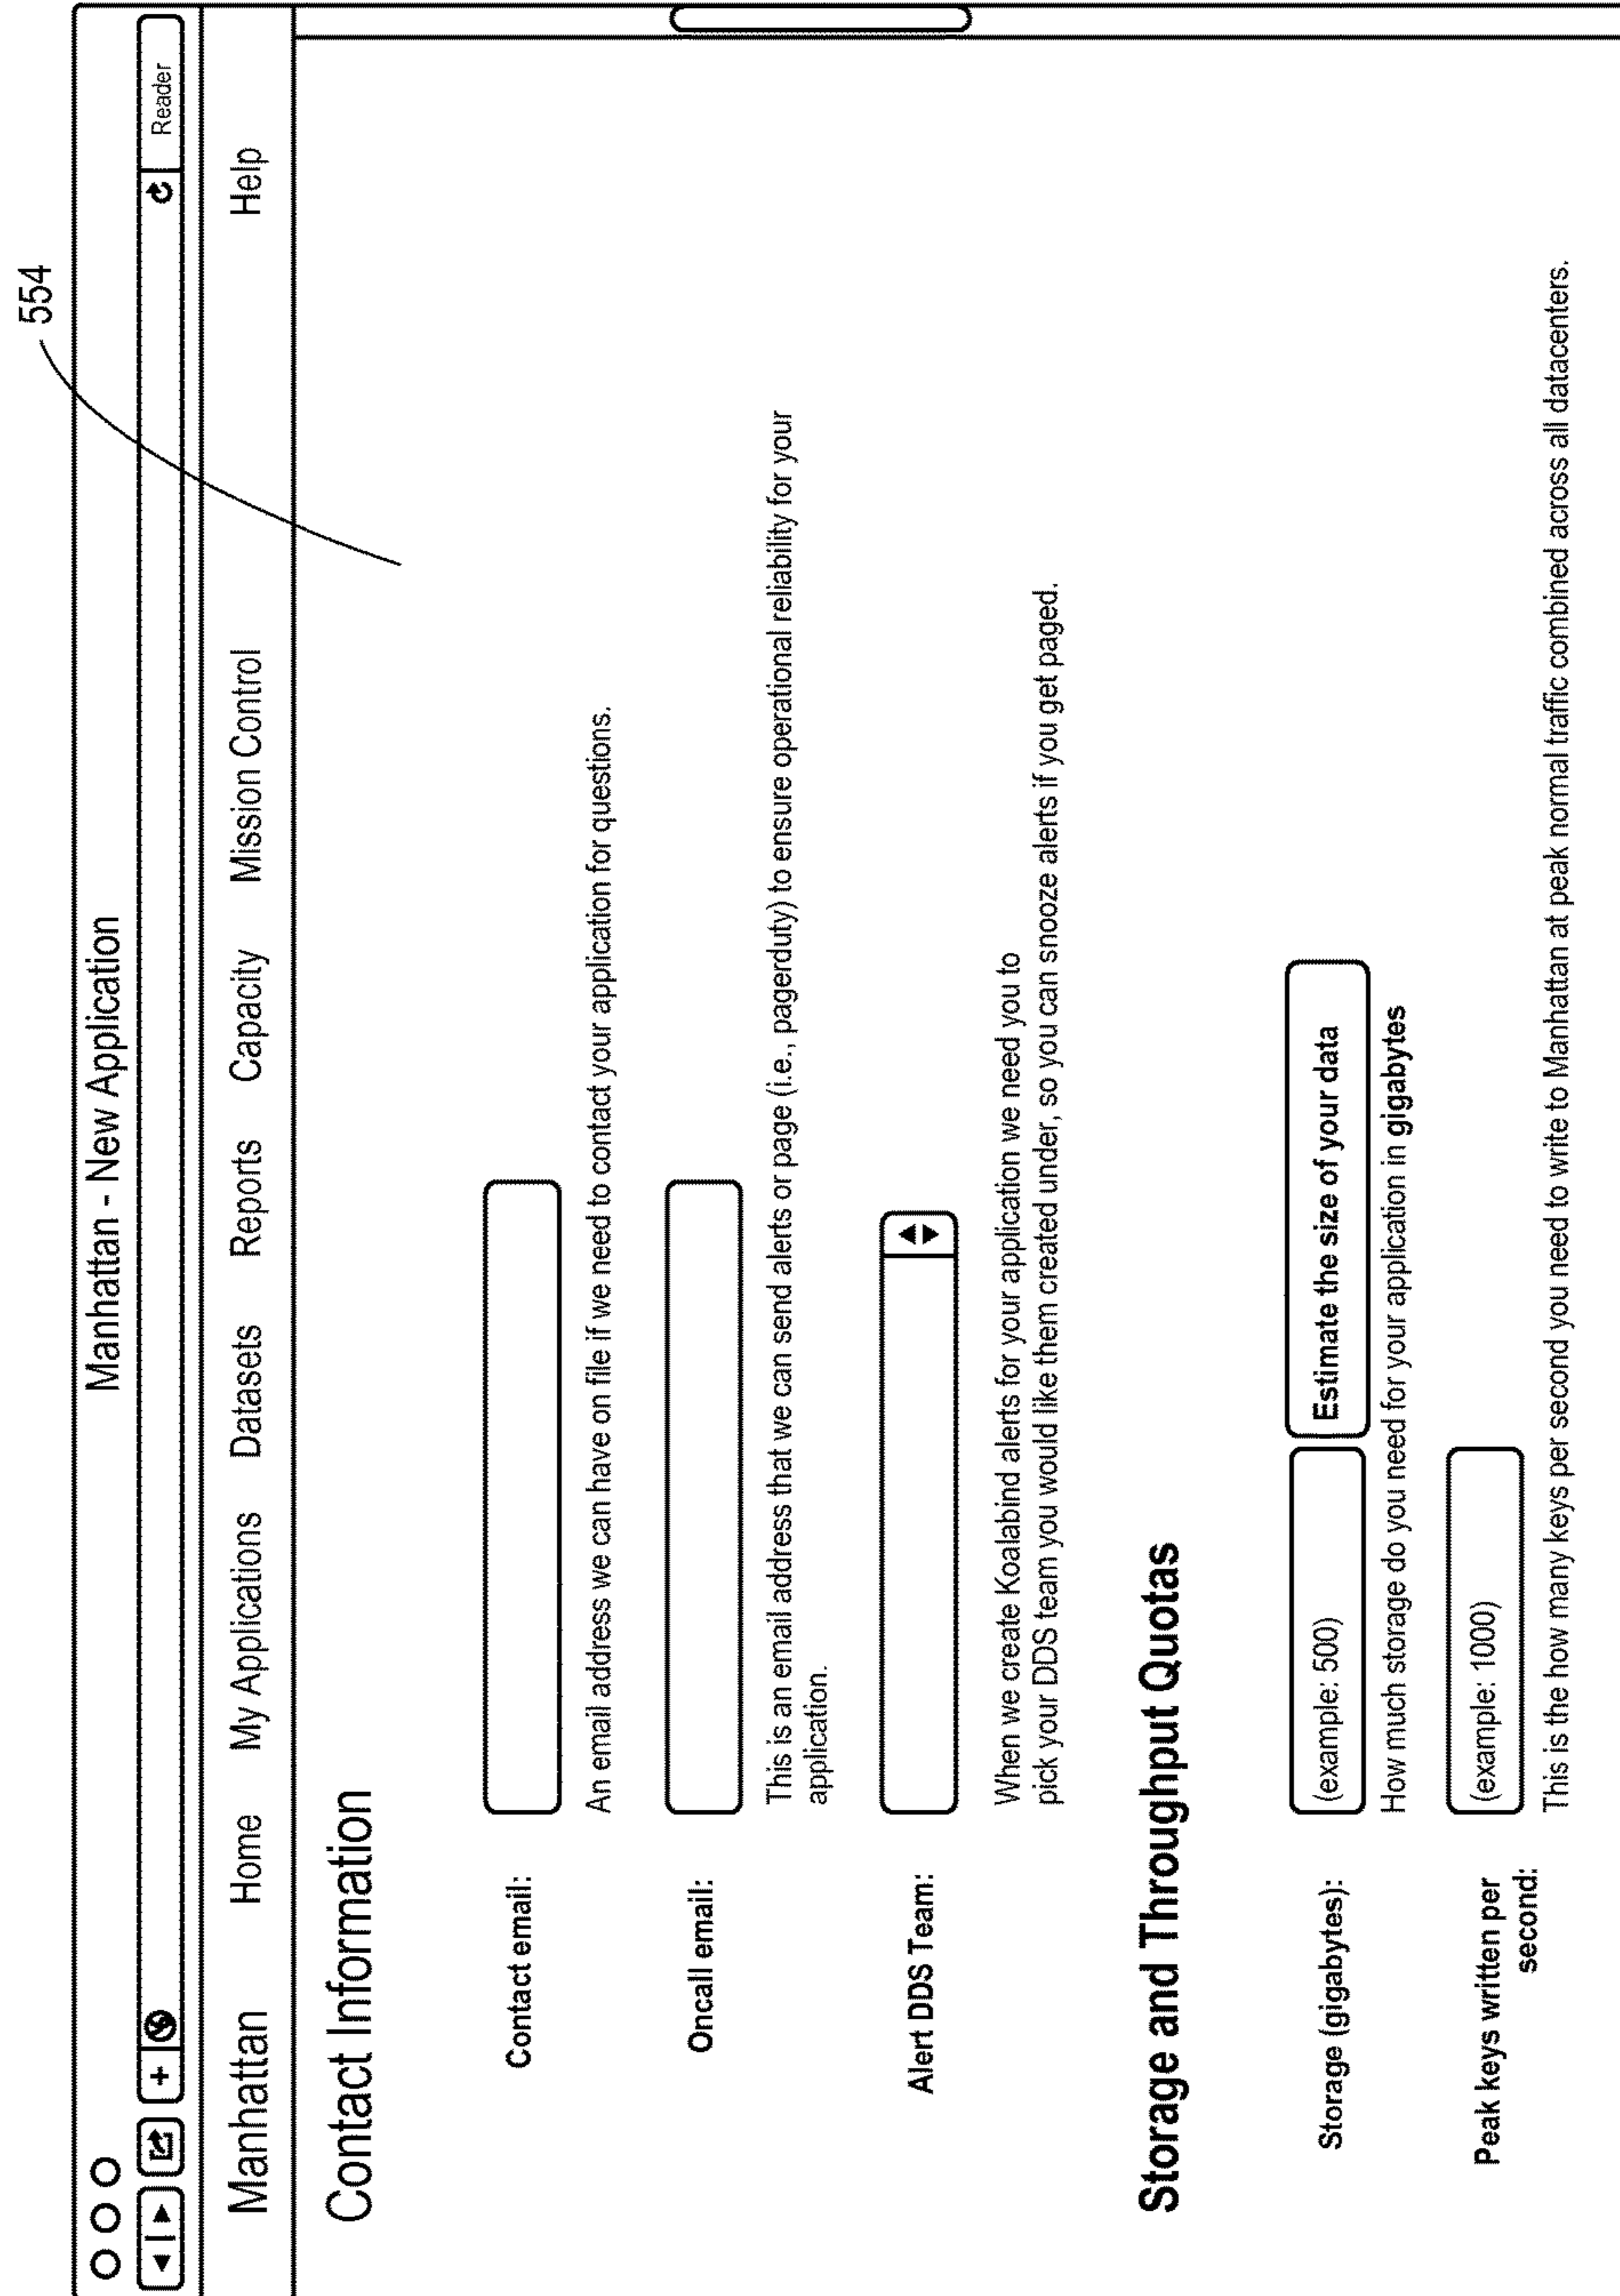 554
Manhattan - New Application
Reader
Manhattan Home My Applications Datasets Reports Capacity Mission Control Help
Contact Information
Contact email:
An email address we can have on file if we need to contact your application for questions.
Oncall email:
This is an email address that we can send alerts or page (i.e., pagerduty) to ensure operational reliability for your
application.
Alert DDS Team:
When we create Koalabind alerts for your application we need you to
pick your DDS team you would like them created under, so you can snooze alerts if you get paged.
Storage and Throughput Quotas
Storage (gigabytes): (example: 500) Estimate the size of your data
How much storage do you need for your application in gigabytes
Peak keys written per (example: 1000)
second:
This is the how many keys per second you need to write to Manhattan at peak normal traffic combined across all datacenters.